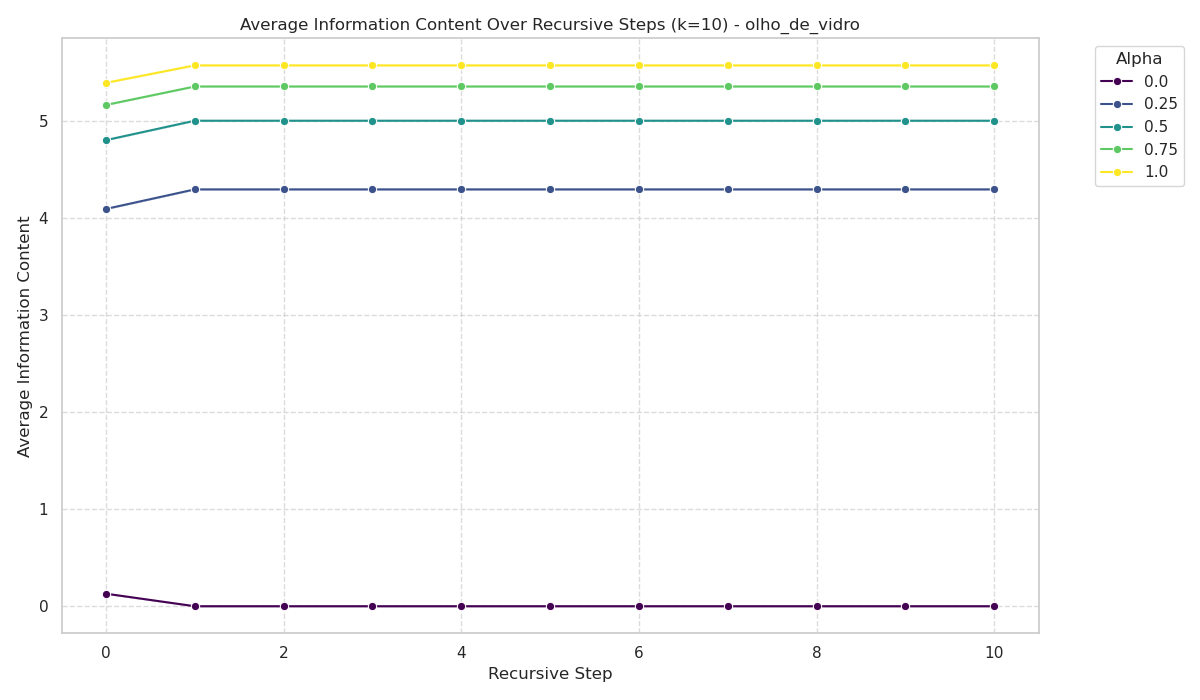 Average Information Content Over Recursive Steps (k=10) - olho_de_vidro
Alpha
0.0
0.25
0.5
0.75
1.0
Average Information Content
5
4
3
2
1
0
0 2 4 6 8 10
Recursive Step